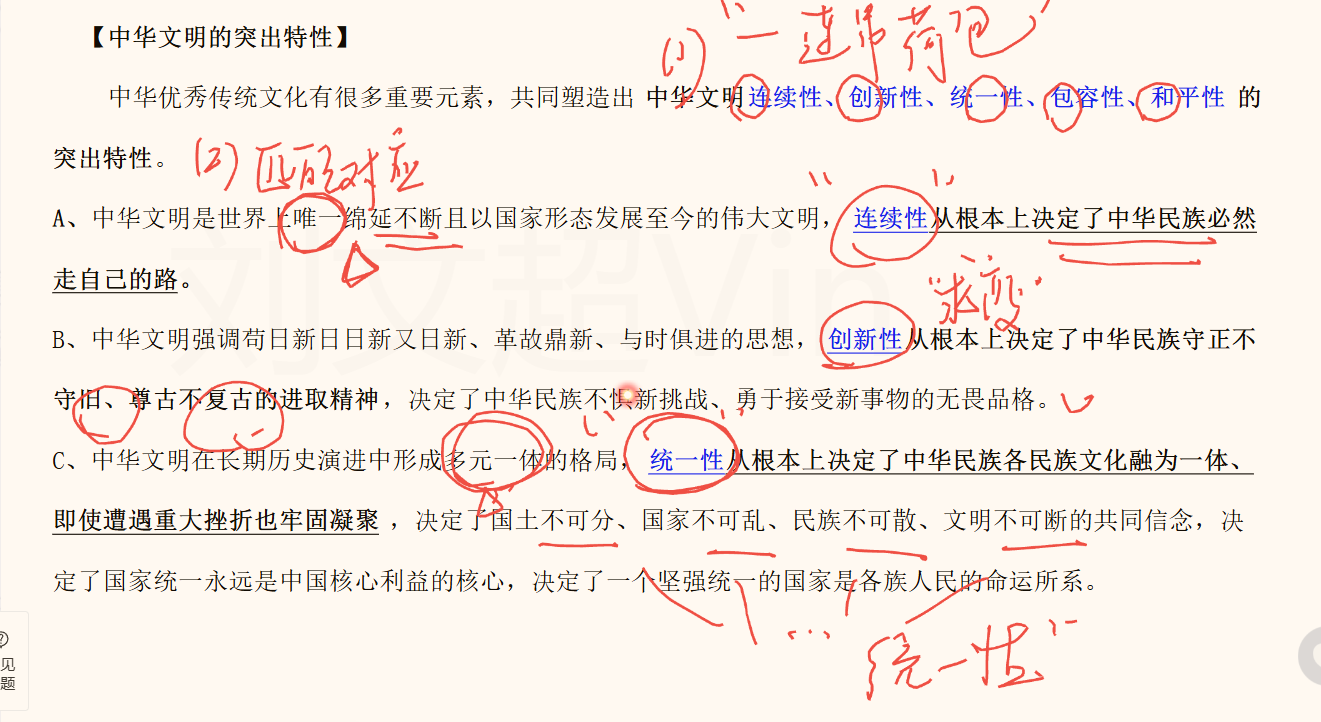 "一连吊荷包"
【中华文明的突出特性】
(1)
中华优秀传统文化有很多重要元素，共同塑造出 中华文明连续性、创新性、统一性、包容性、和平性 的
突出特性。 (2) 匹配对应
A、中华文明是世界上唯一绵延不断且以国家形态发展至今的伟大文明， 连续性从根本上决定了中华民族必然
走自己的路。
"求变"
B、中华文明强调苟日新日日新又日新、革故鼎新、与时俱进的思想， 创新性从根本上决定了中华民族守正不
守旧、尊古不复古的进取精神，决定了中华民族不惧新挑战、勇于接受新事物的无畏品格。
C、中华文明在长期历史演进中形成多元一体的格局， 统一性从根本上决定了中华民族各民族文化融为一体、
即使遭遇重大挫折也牢固凝聚 ，决定了国土不可分、国家不可乱、民族不可散、文明不可断的共同信念，决
定了国家统一永远是中国核心利益的核心，决定了一个坚强统一的国家是各族人民的命运所系。
... 统一性
见
题
刘文超Vip